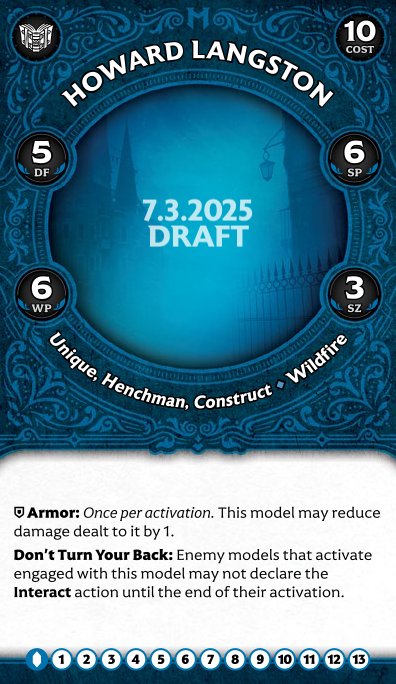 10
COST
HOWARD LANGSTON
5
DF
6
SP
7.3.2025
DRAFT
6
WP
3
SZ
Unique, Henchman, Construct ⬥ Wildfire
Armor: Once per activation. This model may reduce
damage dealt to it by 1.
Don't Turn Your Back: Enemy models that activate
engaged with this model may not declare the
Interact action until the end of their activation.
1 2 3 4 5 6 7 8 9 10 11 12 13